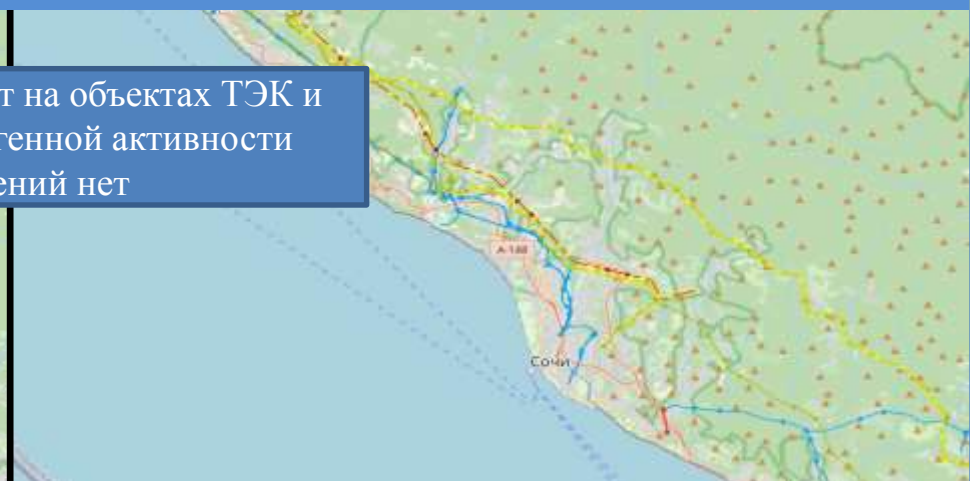 т на объектах ТЭК и
генной активности
ений нет
А-148
Сочи